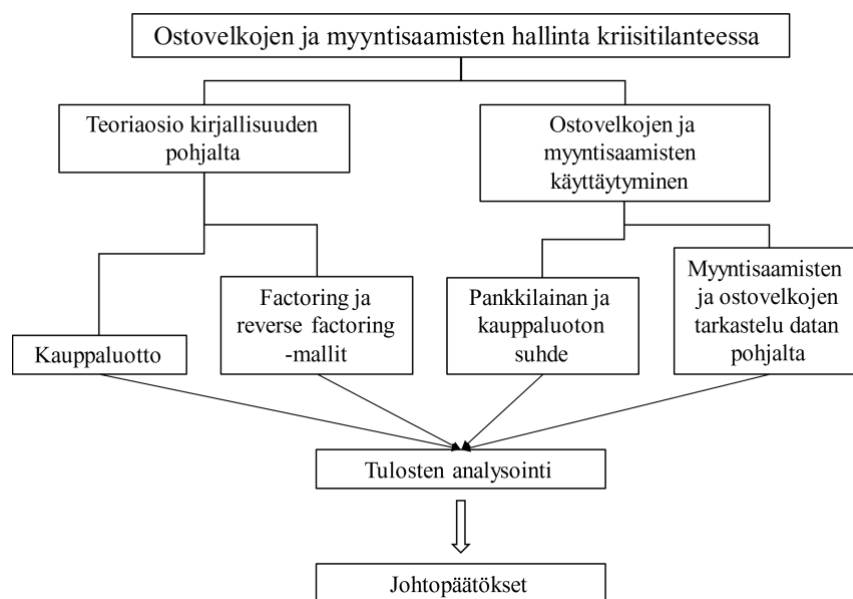 Ostovelkojen ja myyntisaamisten hallinta kriisitilanteessa
Teoriaosio kirjallisuuden
pohjalta
Ostovelkojen ja
myyntisaamisten
käyttäytyminen
Kauppaluotto
Factoring ja
reverse factoring
-mallit
Pankkilainan ja
kauppaluoton
suhde
Myyntisaamisten
ja ostovelkojen
tarkastelu datan
pohjalta
Tulosten analysointi
Johtopäätökset